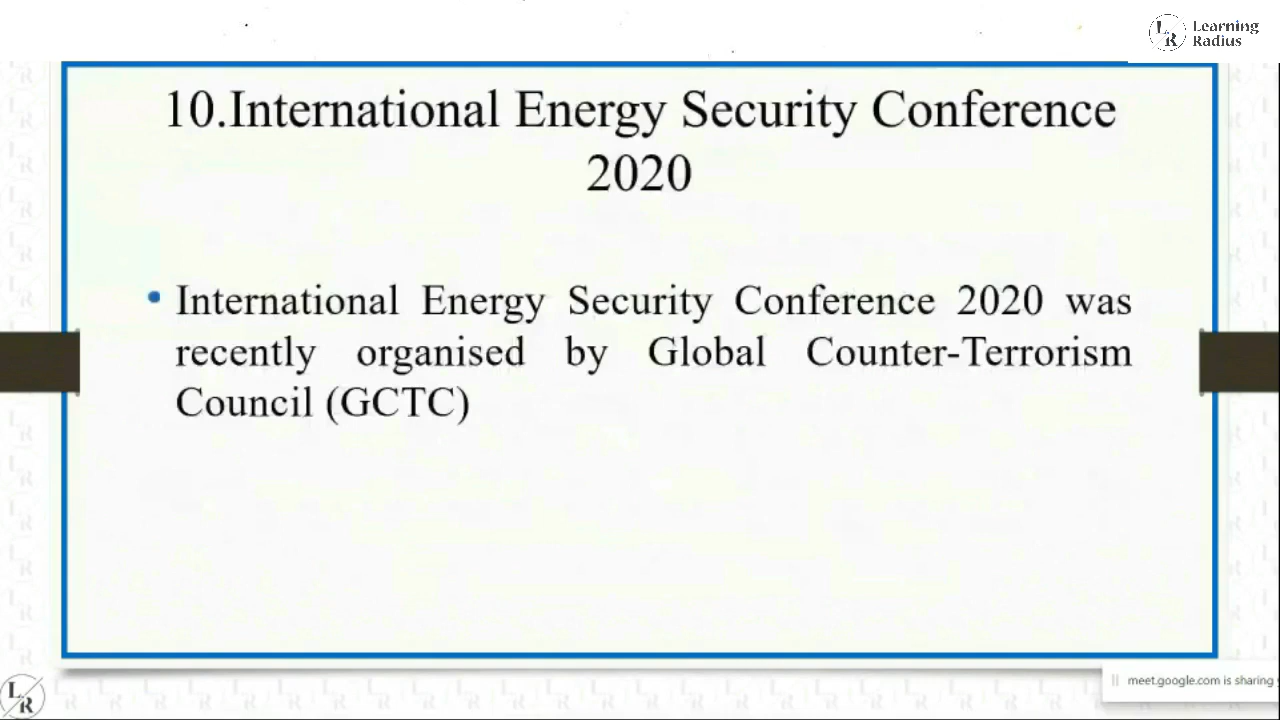 L
R
Learning
Radius
10.International Energy Security Conference
2020
• International Energy Security Conference 2020 was
recently organised by Global Counter-Terrorism
Council (GCTC)
L
R
meet.google.com is sharing